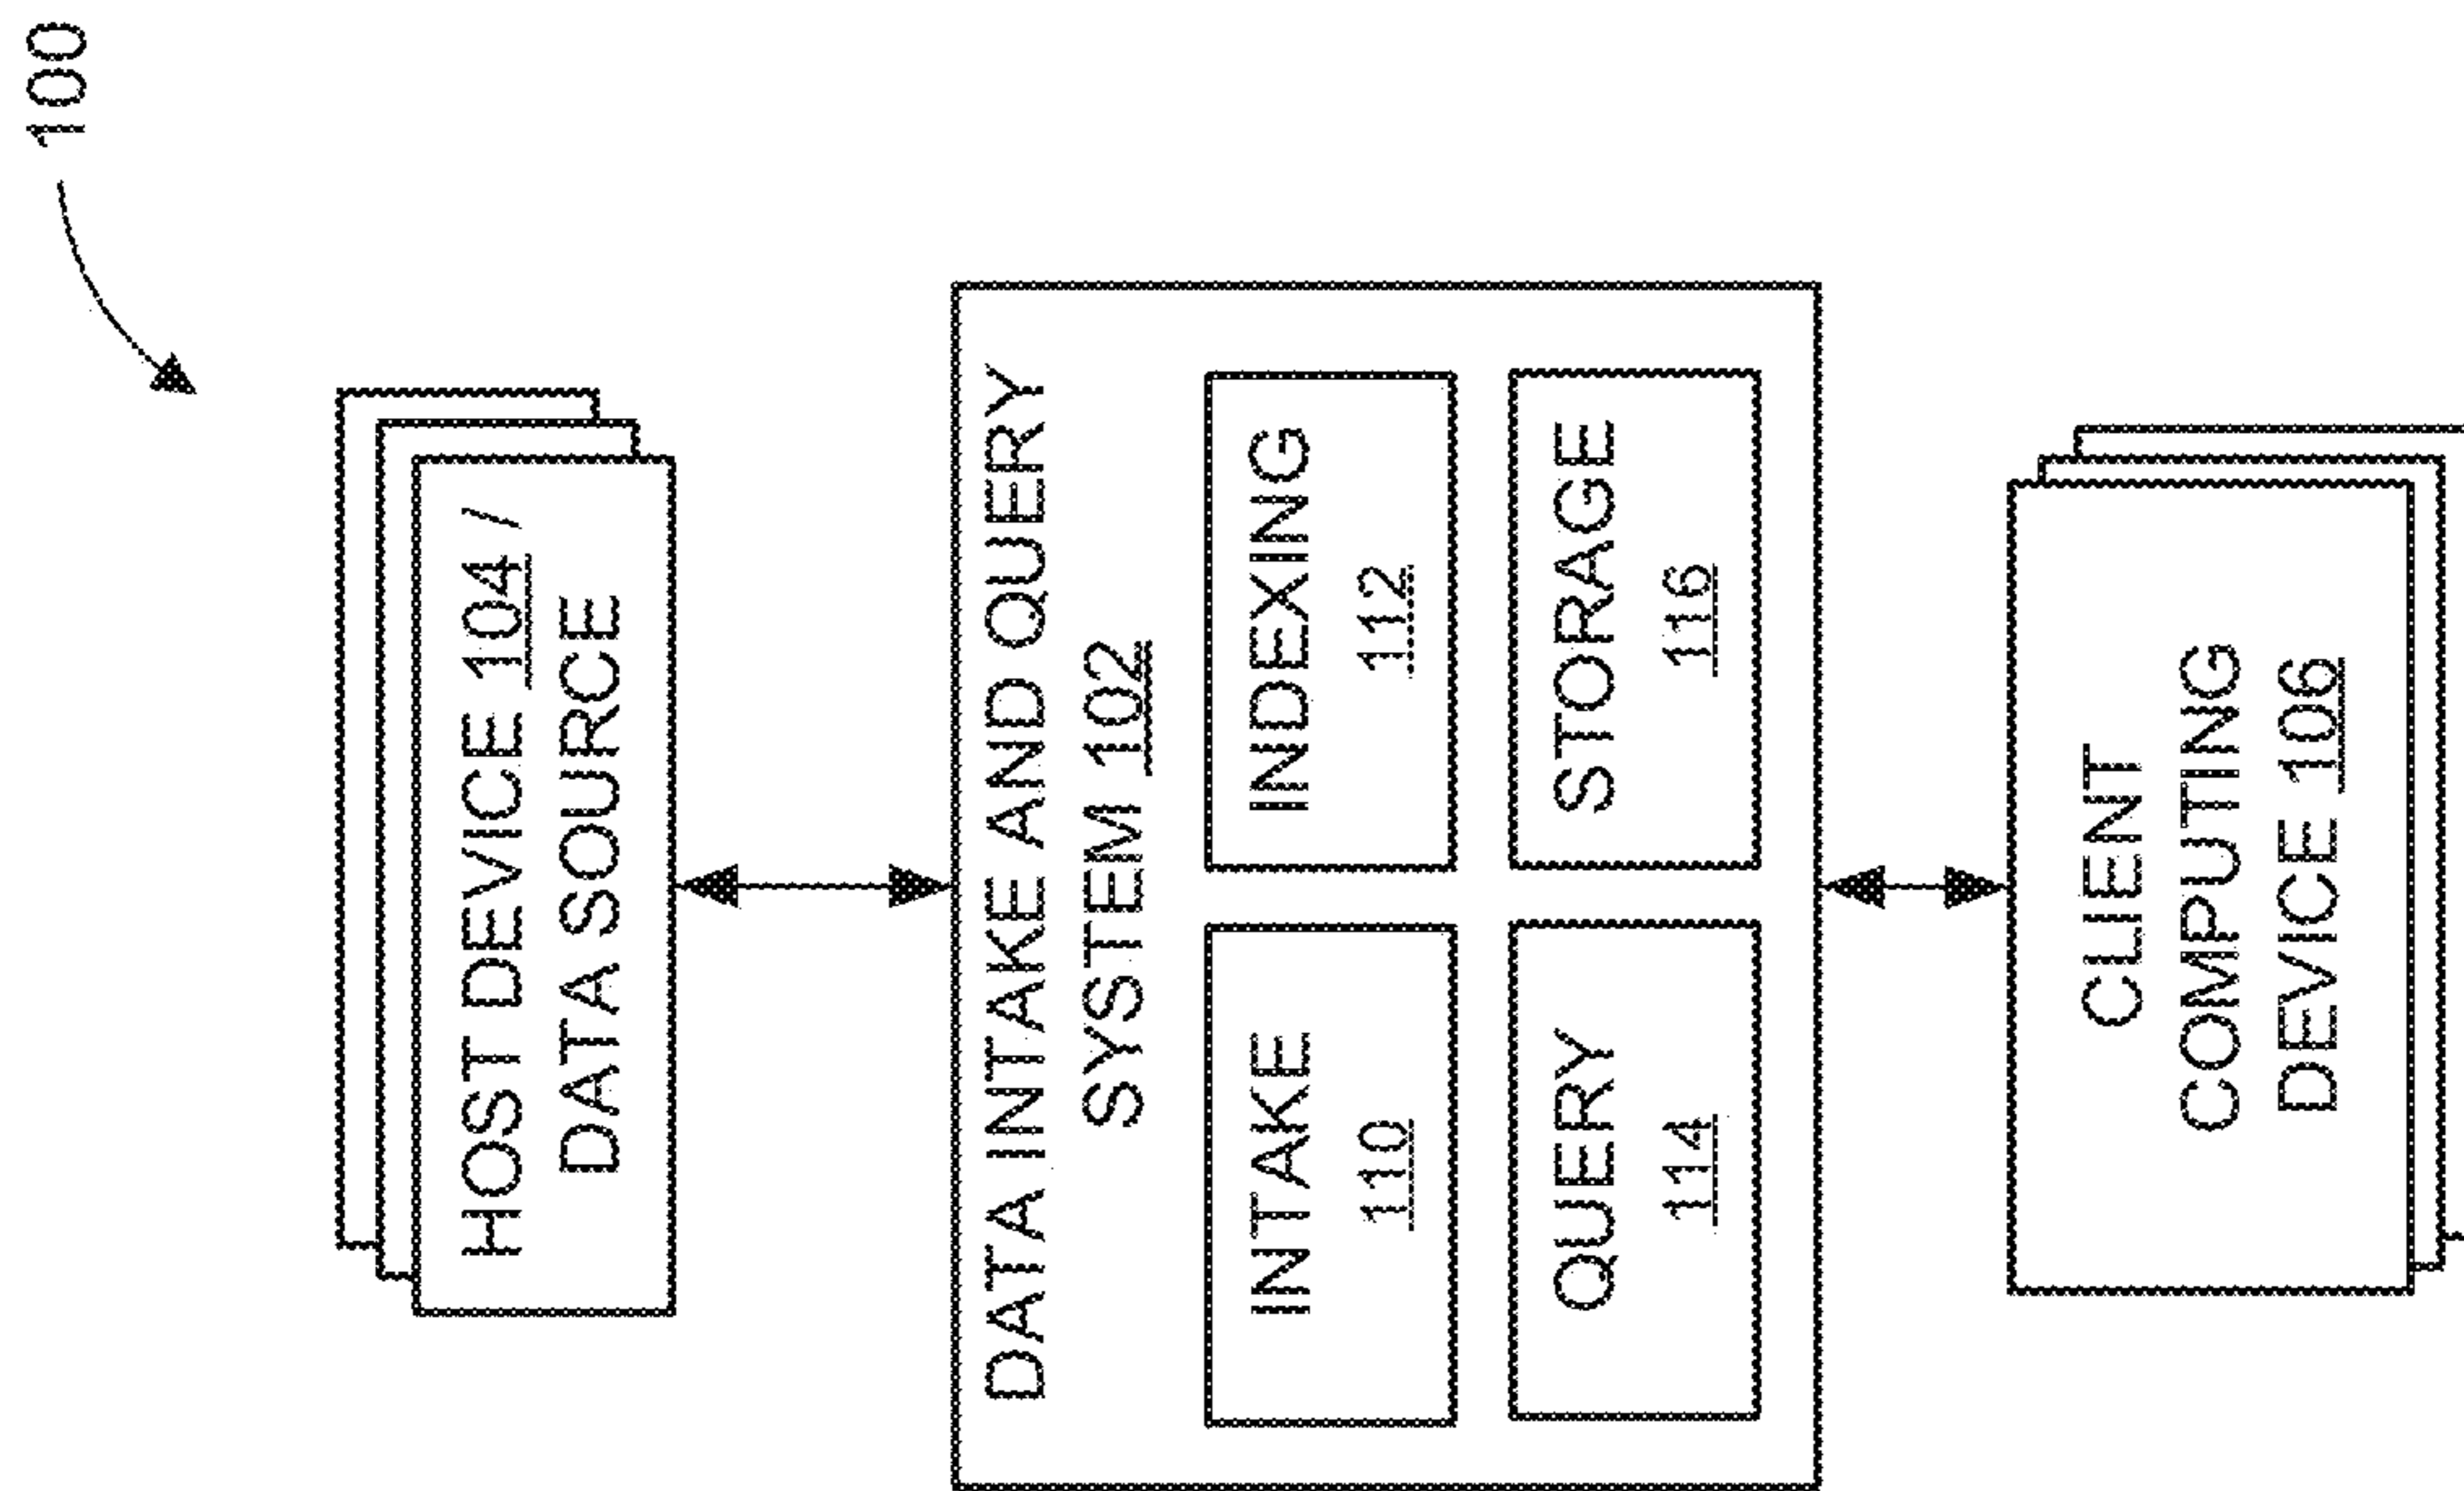 100
HOST DEVICE 104 /
DATA SOURCE
DATA INTAKE AND QUERY
SYSTEM 102
INTAKE
110
INDEXING
112
QUERY
114
STORAGE
116
CLIENT
COMPUTING
DEVICE 106